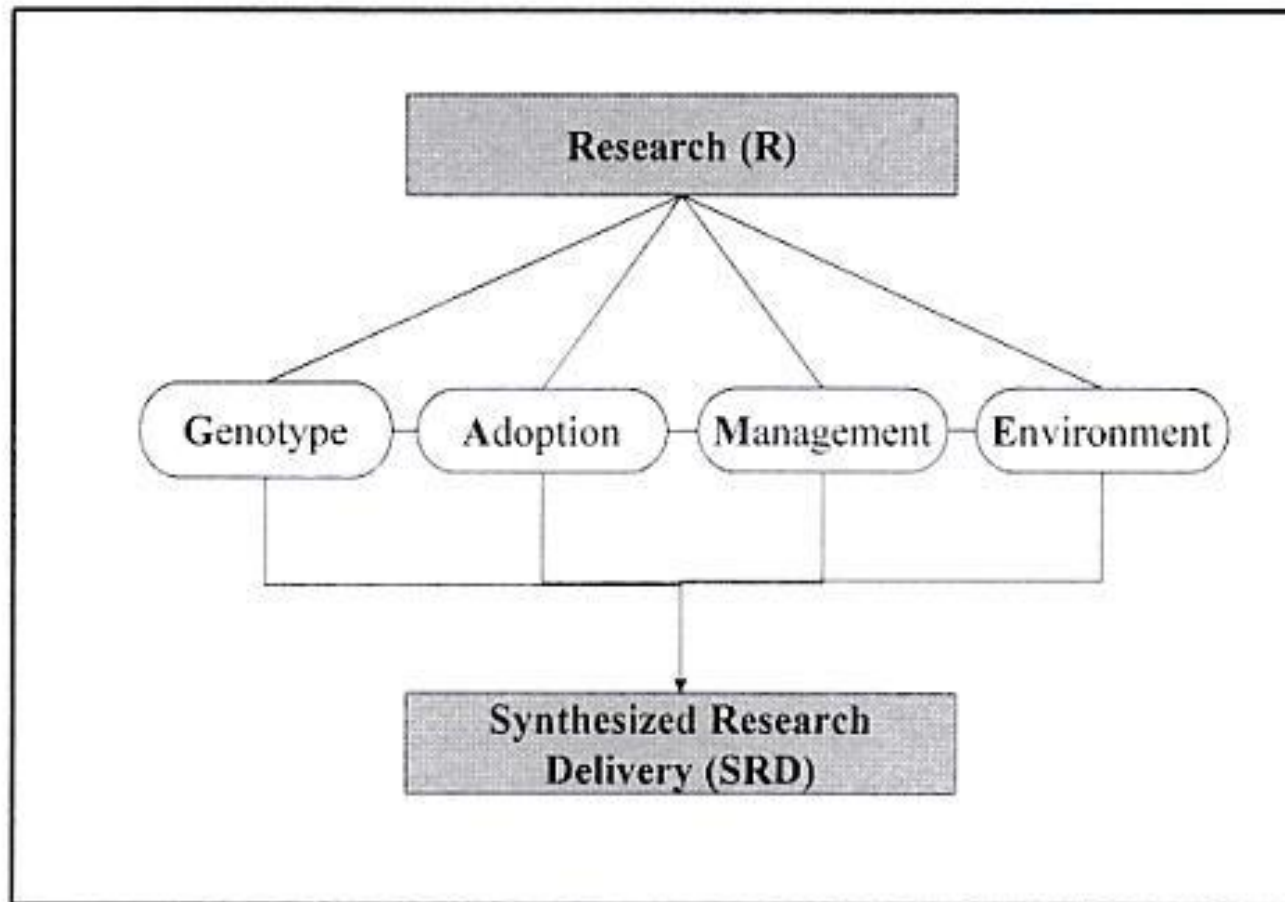 Research (R)
Genotype Adoption Management Environment
Synthesized Research
Delivery (SRD)